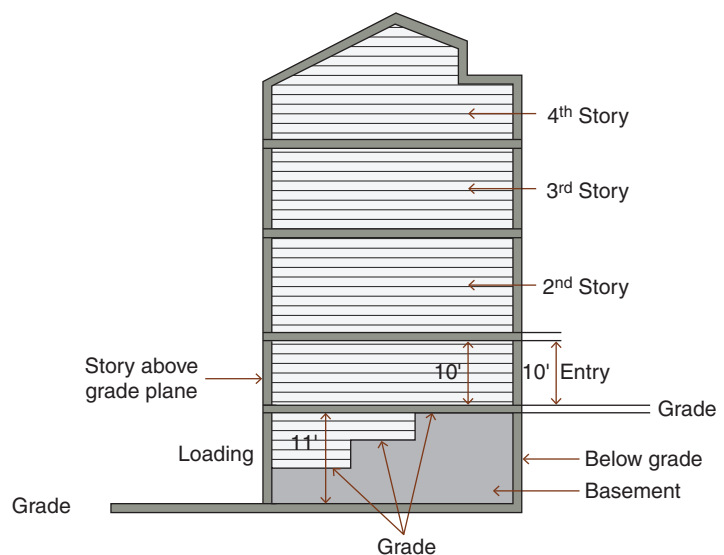 4th Story
3rd Story
2nd Story
Story above
grade plane
10'
10' Entry
Grade
Loading
11'
Below grade
Basement
Grade
Grade